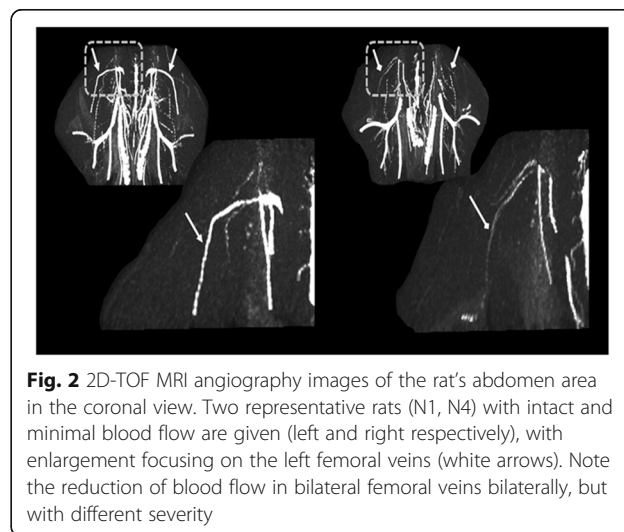 Fig. 2 2D-TOF MRI angiography images of the rat's abdomen area
in the coronal view. Two representative rats (N1, N4) with intact and
minimal blood flow are given (left and right respectively), with
enlargement focusing on the left femoral veins (white arrows). Note
the reduction of blood flow in bilateral femoral veins bilaterally, but
with different severity